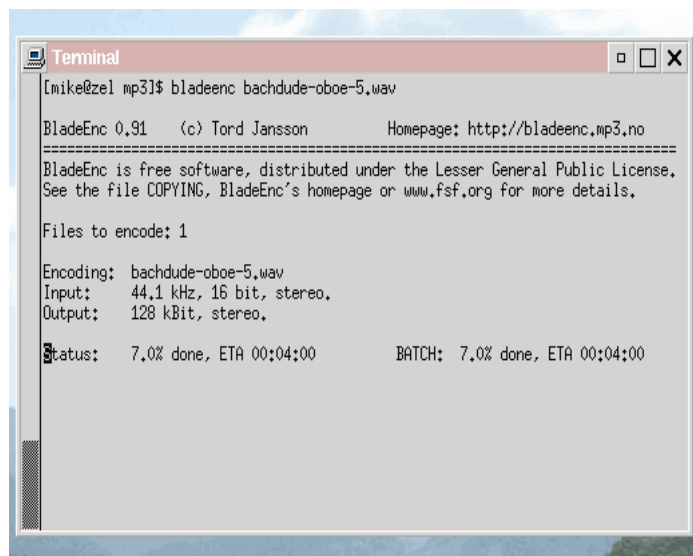 Terminal
[mike@zel mp3]$ bladeenc bachdude-oboe-5.wav
BladeEnc 0.91    (c) Tord Jansson    Homepage: http://bladeenc.mp3.no
===============================================================================
BladeEnc is free software, distributed under the Lesser General Public License.
See the file COPYING, BladeEnc's homepage or www.fsf.org for more details.
Files to encode: 1
Encoding:  bachdude-oboe-5.wav
Input:     44.1 kHz, 16 bit, stereo.
Output:    128 kBit, stereo.
Status:    7.0% done, ETA 00:04:00    BATCH:  7.0% done, ETA 00:04:00